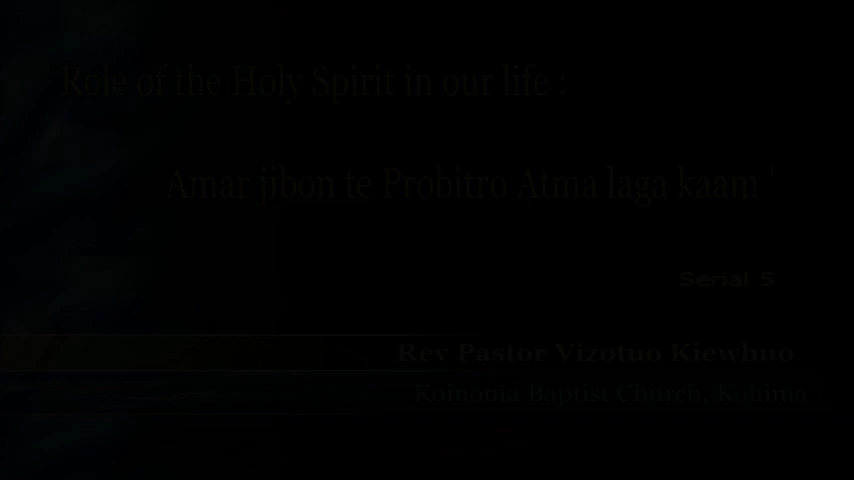 Role of the Holy Spirit in our life :
Amar jibon te Probitro Atma laga kaam '
Serial 5
Rev Pastor Vizotuo Kiewhuo
Koinonia Baptist Church, Kohima